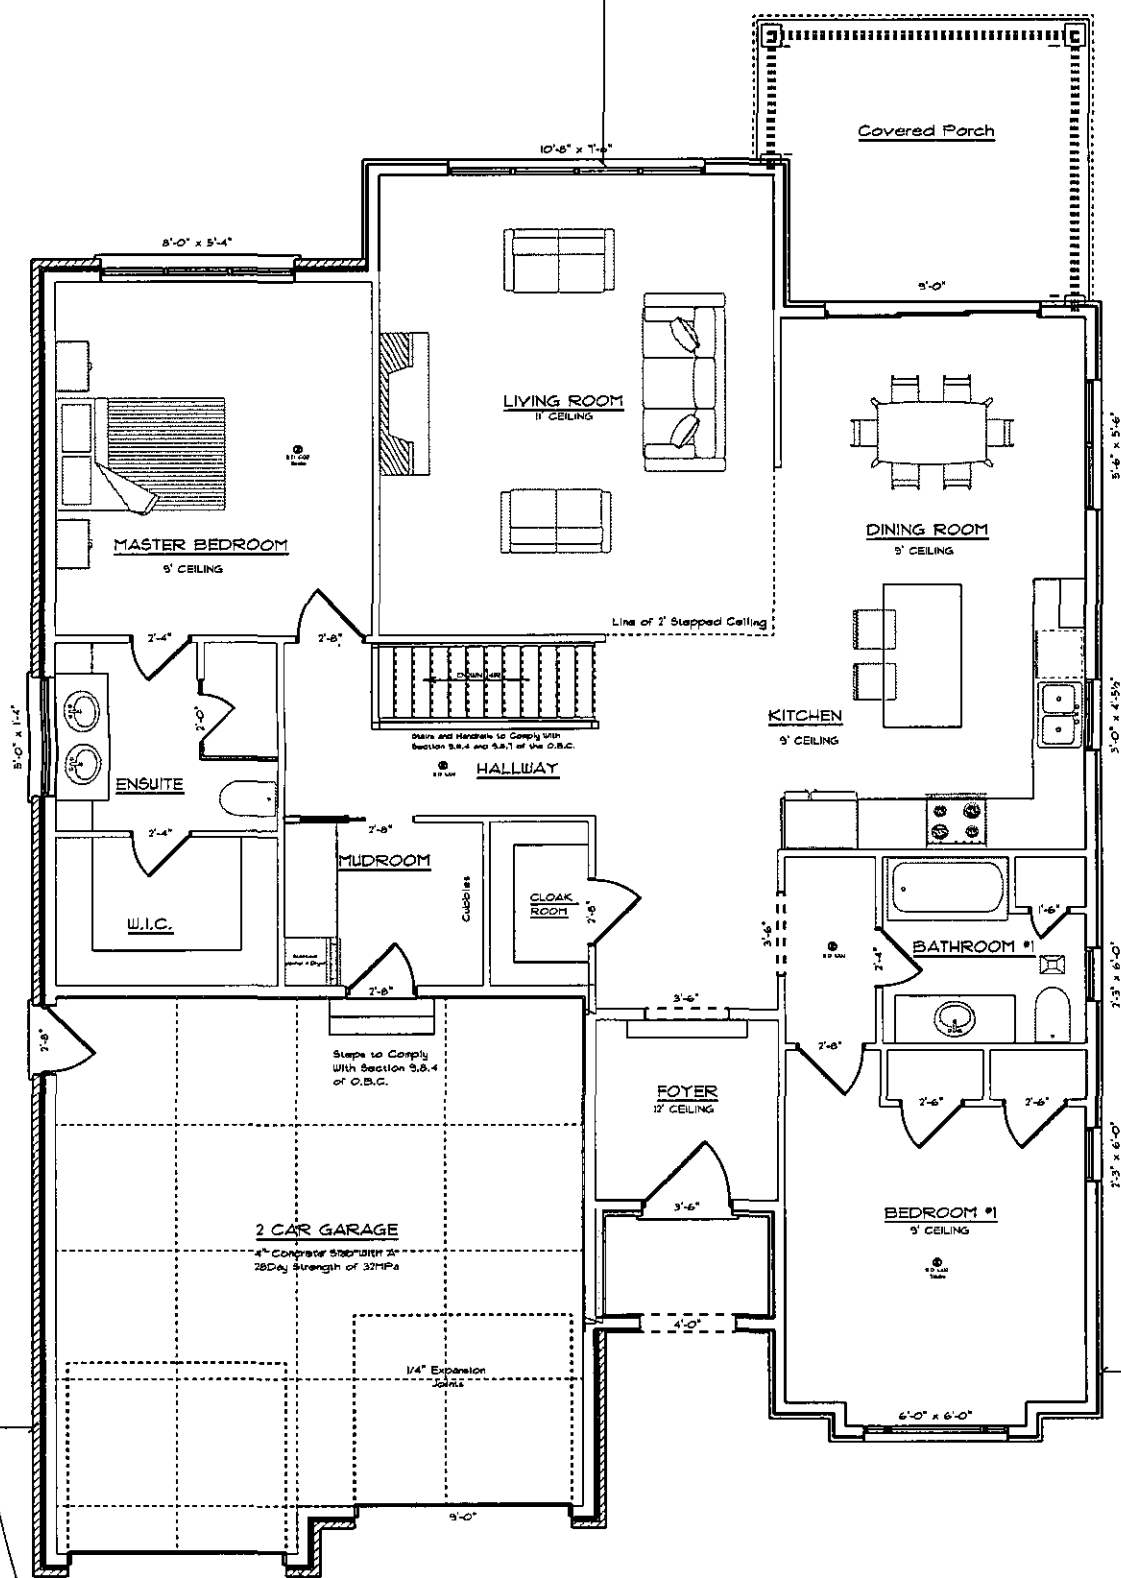 Covered Porch
10'-8" x 7'-6"
8'-0" x 5'-4"
9'-0"
LIVING ROOM
11' CEILING
5'-6" x 5'-6"
DINING ROOM
9' CEILING
MASTER BEDROOM
9' CEILING
Line of 2' Stepped Ceiling
2'-4"
2'-8"
2'-0"
5'-0" x 1'-4"
3'-0" x 4'-5½"
KITCHEN
9' CEILING
Stairs and Handrails to Comply With
Section 9.8.4 and 9.8.7 of the O.B.C.
HALLWAY
ENSUITE
2'-4"
2'-8"
MUDROOM
Cubbies
CLOAK
ROOM
2'-8"
W.I.C.
3'-6"
1'-6"
BATHROOM #1
2'-4"
2'-3" x 6'-0"
2'-8"
3'-6"
2'-8"
2'-8"
Steps to Comply
With Section 9.8.4
of O.B.C.
FOYER
12' CEILING
2'-6"
2'-6"
2'-3" x 6'-0"
3'-6"
BEDROOM #1
9' CEILING
2 CAR GARAGE
4" Concrete Slab With A
28Day Strength of 32MPa
4'-0"
1/4" Expansion
Joints
6'-0" x 6'-0"
9'-0"